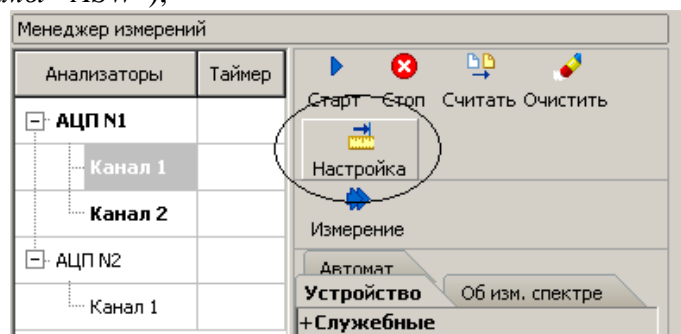 Менеджер измерений
Анализаторы Таймер
Старт Стоп Считать Очистить
АЦП N1
Канал 1
Настройка
Канал 2
Измерение
АЦП N2
Автомат
Канал 1
Устройство Об изм. спектре
+Служебные